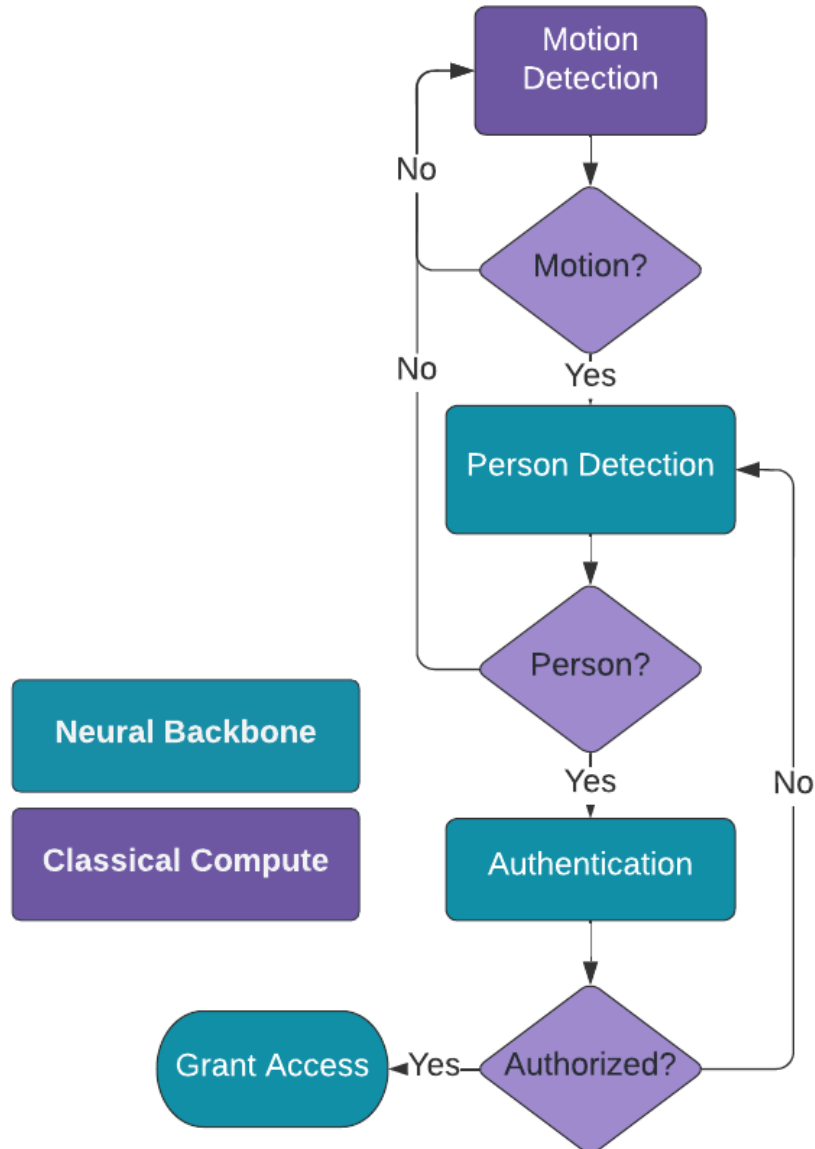 Motion
Detection
No
Motion?
No
Yes
Person Detection
Person?
Neural Backbone
Yes
No
Classical Compute
Authentication
Grant Access
Yes
Authorized?